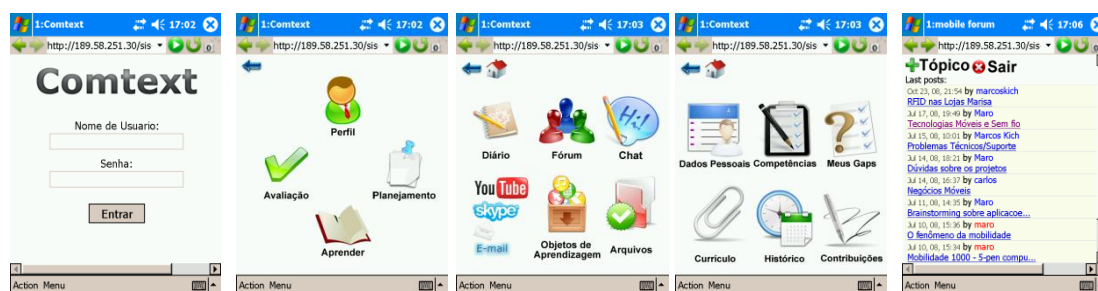 1:Comtext 17:02
http://189.58.251.30/sis
Comtext
Nome de Usuario:
Senha:
Entrar
Action Menu
1:Comtext 17:02
http://189.58.251.30/sis
Perfil
Avaliação
Planejamento
Aprender
Action Menu
1:Comtext 17:03
http://189.58.251.30/sis
Hi!
Diário
Fórum
Chat
You Tube
skype
E-mail
Objetos de
Aprendizagem
Arquivos
Action Menu
1:Comtext 17:03
http://189.58.251.30/sis
Dados Pessoais
Competências
Meus Gaps
Curriculo
Histórico
Contribuições
Action Menu
1:mobile forum 17:06
http://189.58.251.30/sis
Tópico Sair
Last posts:
Oct 23, 08, 21:54 by marcoskich
RFID nas Lojas Marisa
Jul 17, 08, 19:49 by Maro
Tecnologias Móveis e Sem fio
Jul 15, 08, 10:01 by Marcos Kich
Problemas Técnicos/Suporte
Jul 14, 08, 18:21 by Maro
Dúvidas sobre os projetos
Jul 14, 08, 16:37 by carlos
Negócios Móveis
Jul 11, 08, 14:35 by Maro
Brainstorming sobre aplicacoe...
Jul 10, 08, 15:36 by maro
O fenômeno da mobilidade
Jul 10, 08, 15:34 by maro
Mobilidade 1000 - 5-pen compu...
Action Menu